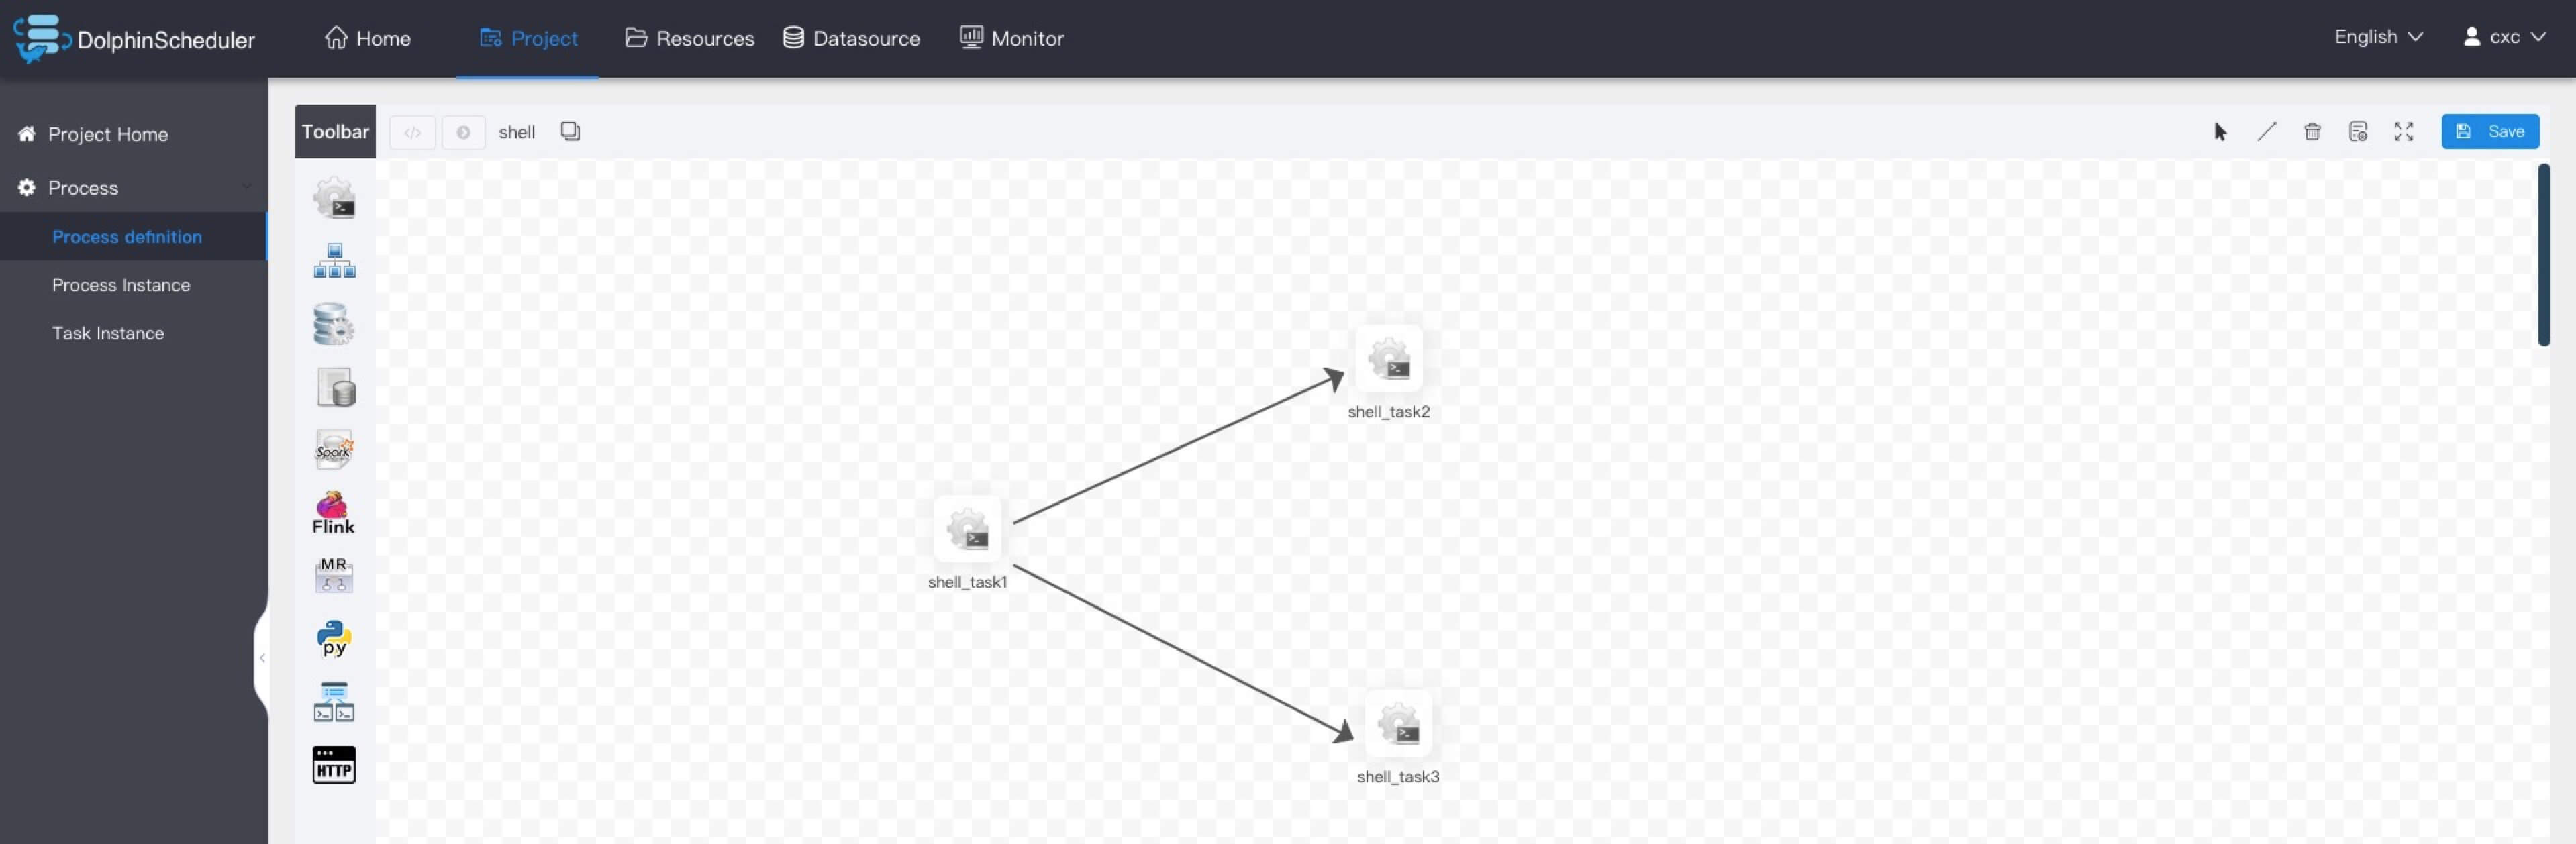 DolphinScheduler Home Project Resources Datasource Monitor English cxc
Project Home
Process
Process definition
Process Instance
Task Instance
Toolbar </> shell Save
>_
Spark
Flink
MR
py
>_ >_
HTTP
>_
shell_task2
>_
shell_task1
>_
shell_task3